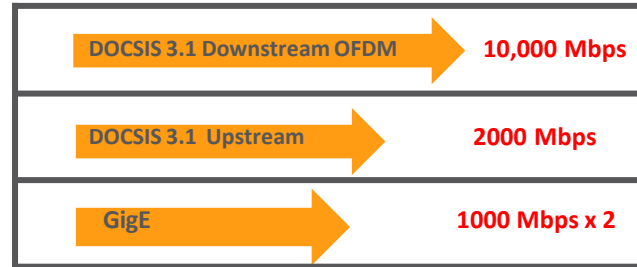 DOCSIS 3.1 Downstream OFDM 10,000 Mbps
DOCSIS 3.1 Upstream 2000 Mbps
GigE 1000 Mbps x 2